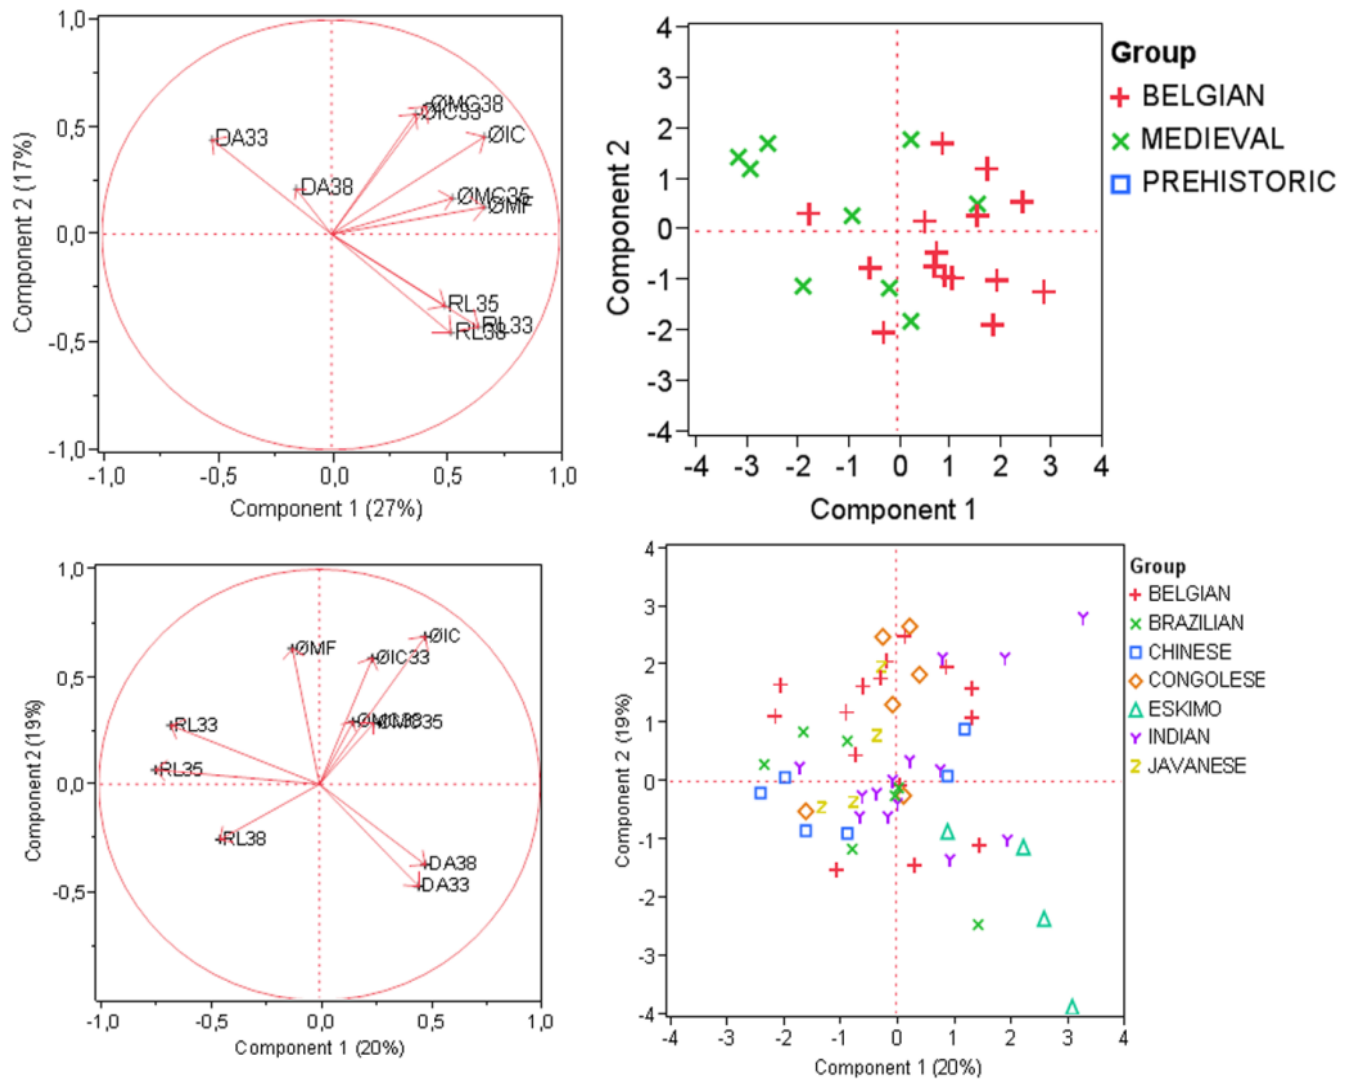 1,0
0,5
0,0
-0,5
-1,0
Component 2 (17%)
DA33
DA38
ØMC38
ØIC33
ØIC
ØMC35
ØMF
RL35
RL33
RL38
-1,0 -0,5 0,0 0,5 1,0
Component 1 (27%)
4
3
2
1
0
-1
-2
-3
-4
Component 2
-4 -3 -2 -1 0 1 2 3 4
Component 1
Group
BELGIAN
MEDIEVAL
PREHISTORIC
1,0
0,5
0,0
-0,5
Component 2 (19%)
ØIC
ØMF
ØIC33
ØMC35
RL33
RL35
RL38
DA38
DA33
-1,0 -0,5 0,0 0,5 1,0
Component 1 (20%)
4
3
2
1
0
-1
-2
-3
-4
Component 2 (19%)
-4 -3 -2 -1 0 1 2 3 4
Component 1 (20%)
Group
BELGIAN
BRAZILIAN
CHINESE
CONGOLESE
ESKIMO
INDIAN
JAVANESE